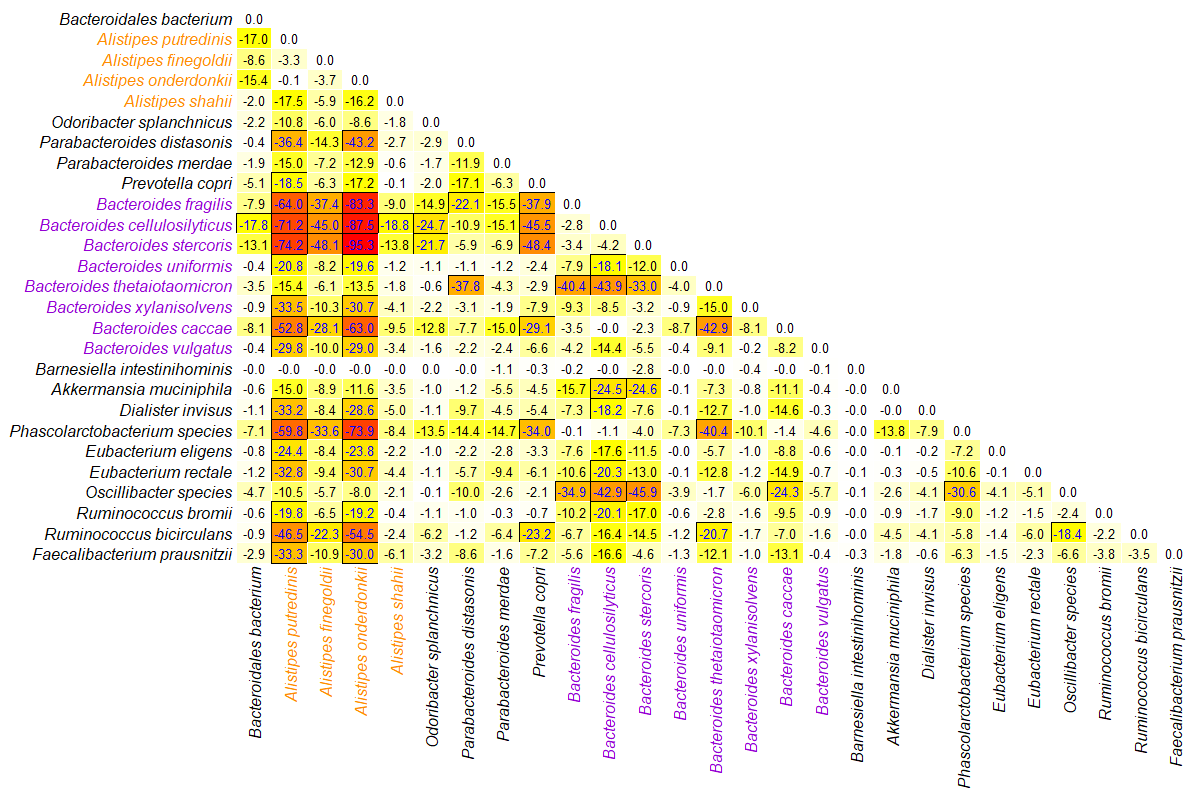 Bacteroidales bacterium 0.0
Alistipes putredinis -17.0 0.0
Alistipes finegoldii -8.6 -3.3 0.0
Alistipes onderdonkii -15.4 -0.1 -3.7 0.0
Alistipes shahii -2.0 -17.5 -5.9 -16.2 0.0
Odoribacter splanchnicus -2.2 -10.8 -6.0 -8.6 -1.8 0.0
Parabacteroides distasonis -0.4 -36.4 -14.3 -43.2 -2.7 -2.9 0.0
Parabacteroides merdae -1.9 -15.0 -7.2 -12.9 -0.6 -1.7 -11.9 0.0
Prevotella copri -5.1 -18.5 -6.3 -17.2 -0.1 -2.0 -17.1 -6.3 0.0
Bacteroides fragilis -7.9 -64.0 -37.4 -83.3 -9.0 -14.9 -22.1 -15.5 -37.9 0.0
Bacteroides cellulosilyticus -17.8 -71.2 -45.0 -87.5 -18.8 -24.7 -10.9 -15.1 -45.5 -2.8 0.0
Bacteroides stercoris -13.1 -74.2 -48.1 -95.3 -13.8 -21.7 -5.9 -6.9 -48.4 -3.4 -4.2 0.0
Bacteroides uniformis -0.4 -20.8 -8.2 -19.6 -1.2 -1.1 -1.1 -1.2 -2.4 -7.9 -18.1 -12.0 0.0
Bacteroides thetaiotaomicron -3.5 -15.4 -6.1 -13.5 -1.8 -0.6 -37.8 -4.3 -2.9 -40.4 -43.9 -33.0 -4.0 0.0
Bacteroides xylanisolvens -0.9 -33.5 -10.3 -30.7 -4.1 -2.2 -3.1 -1.9 -7.9 -9.3 -8.5 -3.2 -0.9 -15.0 0.0
Bacteroides caccae -8.1 -52.8 -28.1 -63.0 -9.5 -12.8 -7.7 -15.0 -29.1 -3.5 -0.0 -2.3 -8.7 -42.9 -8.1 0.0
Bacteroides vulgatus -0.4 -29.8 -10.0 -29.0 -3.4 -1.6 -2.2 -2.4 -6.6 -4.2 -14.4 -5.5 -0.4 -9.1 -0.2 -8.2 0.0
Barnesiella intestinihominis -0.0 -0.0 -0.0 -0.0 -0.0 -0.0 -0.0 -1.1 -0.3 -0.2 -0.0 -2.8 -0.0 -0.0 -0.4 -0.0 -0.1 0.0
Akkermansia muciniphila -0.6 -15.0 -8.9 -11.6 -3.5 -1.0 -1.2 -5.5 -4.5 -15.7 -24.5 -24.6 -0.1 -7.3 -0.8 -11.1 -0.4 -0.0 0.0
Dialister invisus -1.1 -33.2 -8.4 -28.6 -5.0 -1.1 -9.7 -4.5 -5.4 -7.3 -18.2 -7.6 -0.1 -12.7 -1.0 -14.6 -0.3 -0.0 -0.0 0.0
Phascolarctobacterium species -7.1 -59.8 -33.6 -73.9 -8.4 -13.5 -14.4 -14.7 -34.0 -0.1 -1.1 -4.0 -7.3 -40.4 -10.1 -1.4 -4.6 -0.0 -13.8 -7.9 0.0
Eubacterium eligens -0.8 -24.4 -8.4 -23.8 -2.2 -1.0 -2.2 -2.8 -3.3 -7.6 -17.6 -11.5 -0.0 -5.7 -1.0 -8.8 -0.6 -0.0 -0.1 -0.2 -7.2 0.0
Eubacterium rectale -1.2 -32.8 -9.4 -30.7 -4.4 -1.1 -5.7 -9.4 -6.1 -10.6 -20.3 -13.0 -0.1 -12.8 -1.2 -14.9 -0.7 -0.1 -0.3 -0.5 -10.6 -1.1 0.0
Oscillibacter species -4.7 -10.5 -5.7 -8.0 -2.1 -0.1 -10.0 -2.6 -2.1 -34.9 -42.9 -45.9 -3.9 -1.7 -6.0 -24.3 -5.7 -0.1 -2.6 -4.1 -30.6 -4.1 -5.1 0.0
Ruminococcus bromii -0.6 -19.8 -6.5 -19.2 -0.4 -1.1 -1.0 -0.3 -0.7 -10.2 -20.1 -17.0 -0.6 -2.8 -1.6 -9.5 -0.9 -0.0 -0.3 -1.7 -9.0 -1.2 -1.5 -2.4 0.0
Ruminococcus bicirculans -0.9 -46.5 -22.3 -54.5 -2.4 -6.2 -1.2 -6.4 -23.2 -6.7 -16.4 -14.5 -1.2 -20.7 -1.7 -7.0 -1.6 -0.0 -4.5 -4.1 -5.8 -1.4 -6.0 -18.4 -2.2 0.0
Faecalibacterium prausnitzii -2.9 -33.3 -10.9 -30.0 -6.1 -3.2 -8.6 -1.6 -7.2 -5.6 -16.6 -4.6 -1.3 -12.1 -1.0 -13.1 -0.4 -0.3 -1.8 -0.6 -6.3 -1.5 -2.3 -6.6 -3.8 -3.5 0.0
Bacteroidales bacterium
Alistipes putredinis
Alistipes finegoldii
Alistipes onderdonkii
Alistipes shahii
Odoribacter splanchnicus
Parabacteroides distasonis
Parabacteroides merdae
Prevotella copri
Bacteroides fragilis
Bacteroides cellulosilyticus
Bacteroides stercoris
Bacteroides uniformis
Bacteroides thetaiotaomicron
Bacteroides xylanisolvens
Bacteroides caccae
Bacteroides vulgatus
Barnesiella intestinihominis
Akkermansia muciniphila
Dialister invisus
Phascolarctobacterium species
Eubacterium eligens
Eubacterium rectale
Oscillibacter species
Ruminococcus bromii
Ruminococcus bicirculans
Faecalibacterium prausnitzii